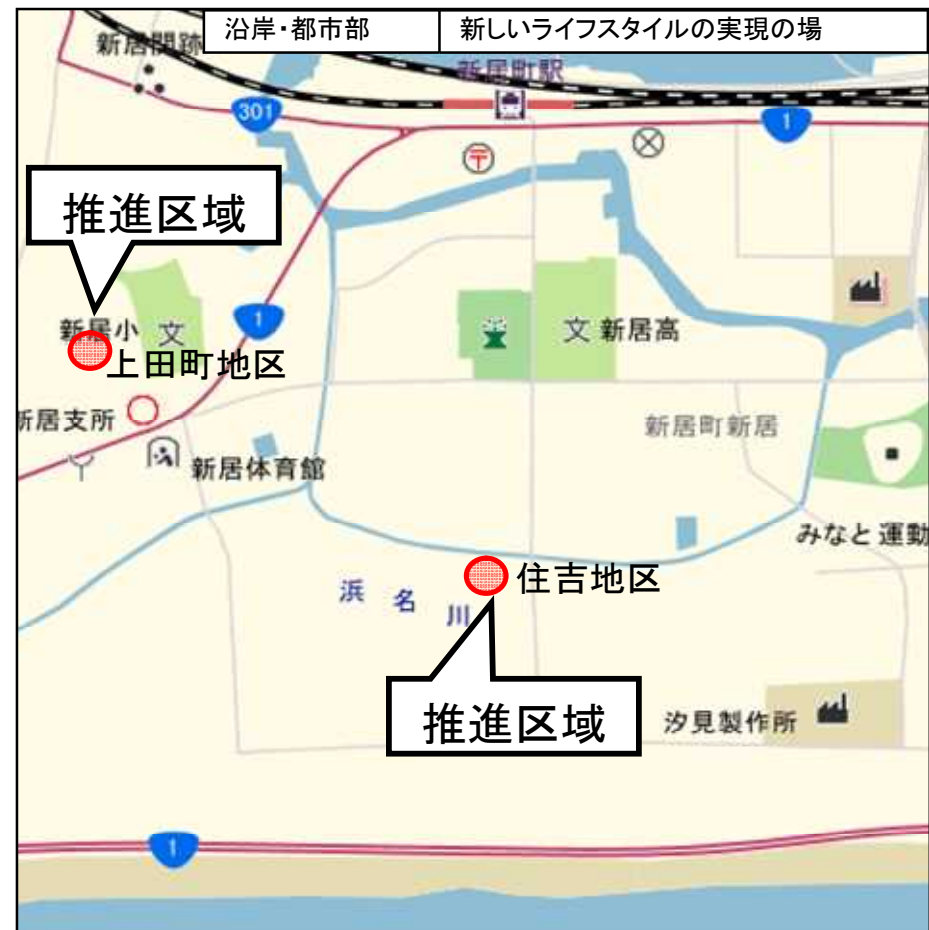 沿岸・都市部
新しいライフスタイルの実現の場
新居関跡
新居町駅
301
1
推進区域
1
新居小
文
文 新居高
上田町地区
新居支所
新居町新居
新居体育館
みなと運動
住吉地区
浜名川
推進区域
汐見製作所
1